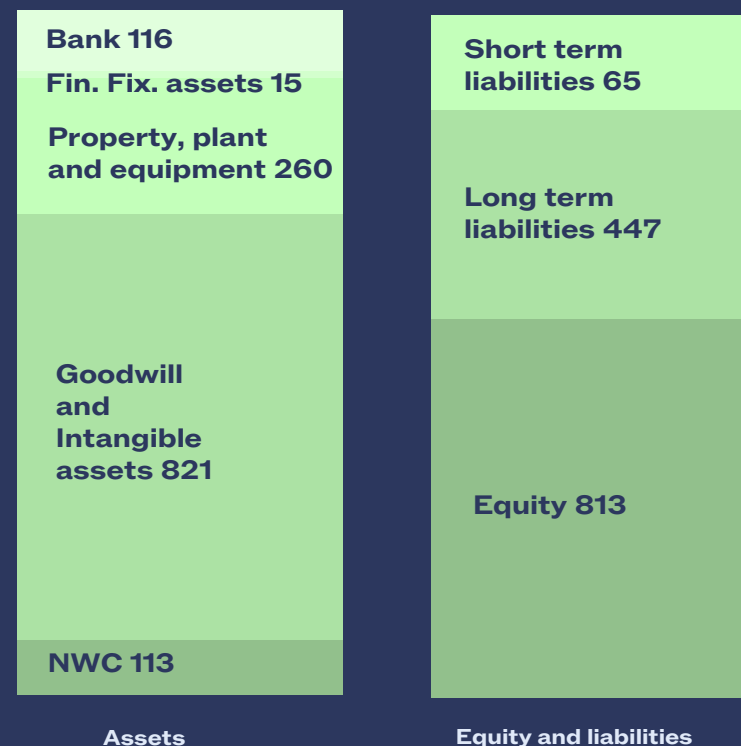 Bank 116
Fin. Fix. assets 15
Property, plant
and equipment 260
Goodwill
and
Intangible
assets 821
NWC 113
Assets
Short term
liabilities 65
Long term
liabilities 447
Equity 813
Equity and liabilities